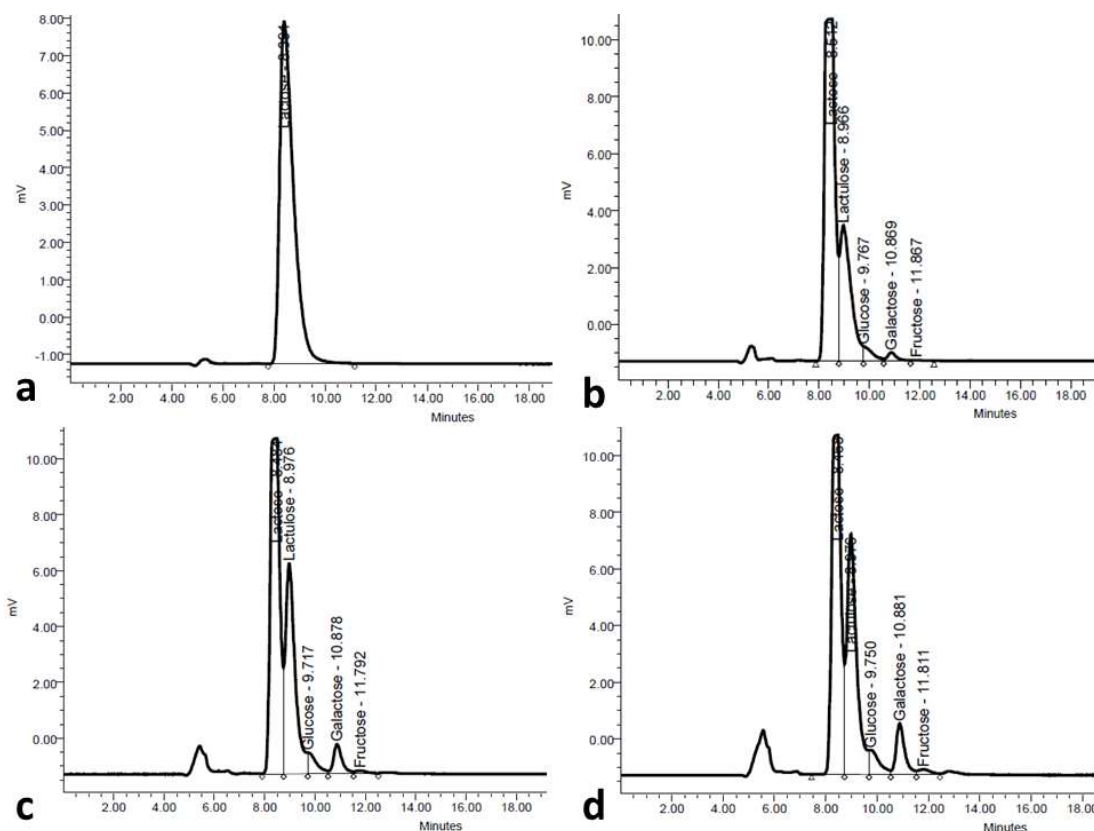 8.00
7.00
6.00
5.00
4.00
3.00
2.00
1.00
0.00
-1.00
mV
2.00 4.00 6.00 8.00 10.00 12.00 14.00 16.00 18.00
Minutes
a
10.00
8.00
6.00
4.00
2.00
0.00
mV
Lactulose - 8.966
Glucose - 9.767
Galactose - 10.869
Fructose - 11.867
2.00 4.00 6.00 8.00 10.00 12.00 14.00 16.00 18.00
Minutes
b
10.00
8.00
6.00
4.00
2.00
0.00
mV
Lactose -
Lactulose - 8.976
Glucose - 9.717
Galactose - 10.878
Fructose - 11.792
2.00 4.00 6.00 8.00 10.00 12.00 14.00 16.00 18.00
Minutes
c
10.00
8.00
6.00
4.00
2.00
0.00
mV
Lactose -
Lactulose -
Glucose - 9.750
Galactose - 10.881
Fructose - 11.811
2.00 4.00 6.00 8.00 10.00 12.00 14.00 16.00 18.00
Minutes
d